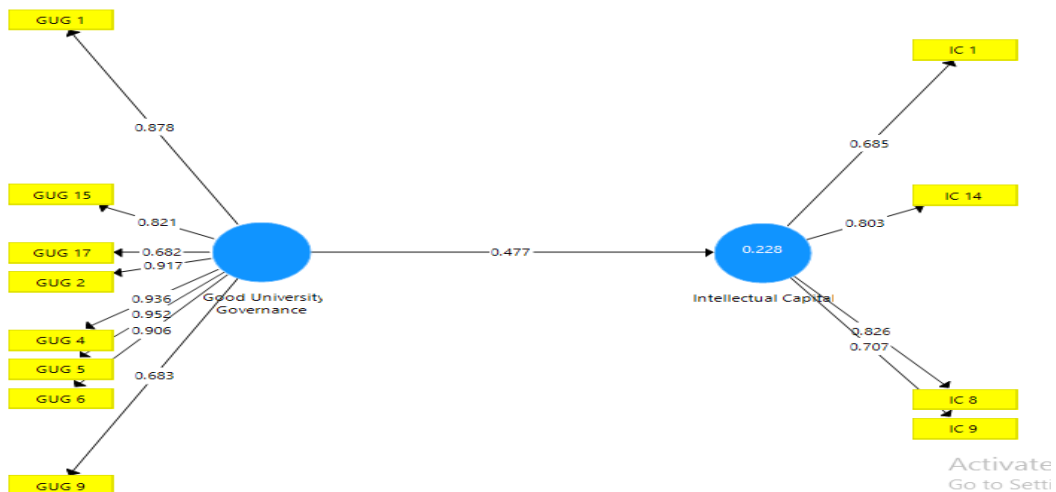 GUG 1
IC 1
0.878
0.685
GUG 15
IC 14
0.821
0.803
GUG 17
0.682
0.477
0.228
0.917
GUG 2
0.936
Good University
Governance
Intellectual Capital
0.952
0.906
0.826
GUG 4
0.707
GUG 5
0.683
GUG 6
IC 8
IC 9
Activate
Go to Setti
GUG 9